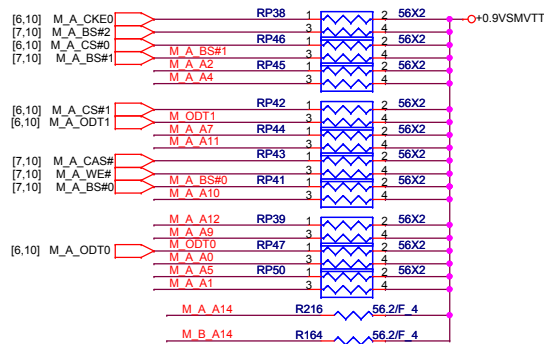 [6,10] M_A_CKE0 RP38 1 2 56X2 +0.9VSMVTT
[7,10] M_A_BS#2 3 4
[6,10] M_A_CS#0 RP46 1 2 56X2
[7,10] M_A_BS#1 M_A_BS#1 3 4
M_A_A2 RP45 1 2 56X2
M_A_A4 3 4
[6,10] M_A_CS#1 RP42 1 2 56X2
[6,10] M_A_ODT1 M_ODT1 3 4
M_A_A7 RP44 1 2 56X2
M_A_A11 3 4
[7,10] M_A_CAS# RP43 1 2 56X2
[7,10] M_A_WE# 3 4
[7,10] M_A_BS#0 M_A_BS#0 RP41 1 2 56X2
M_A_A10 3 4
M_A_A12 RP39 1 2 56X2
M_A_A9 3 4
[6,10] M_A_ODT0 M_ODT0 RP47 1 2 56X2
M_A_A0 3 4
M_A_A5 RP50 1 2 56X2
M_A_A1 3 4
M_A_A14 R216 56.2/F_4
M_B_A14 R164 56.2/F_4